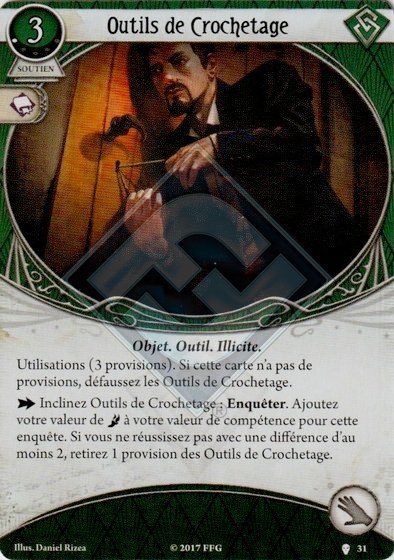 3
Outils de Crochetage
SOUTIEN
Objet. Outil. Illicite.
Utilisations (3 provisions). Si cette carte n'a pas de
provisions, défaussez les Outils de Crochetage.
Inclinez Outils de Crochetage : Enquêter. Ajoutez
votre valeur de à votre valeur de compétence pour cette
enquête. Si vous ne réussissez pas avec une différence d'au
moins 2, retirez 1 provision des Outils de Crochetage.
Illus. Daniel Rizea
© 2017 FFG
31